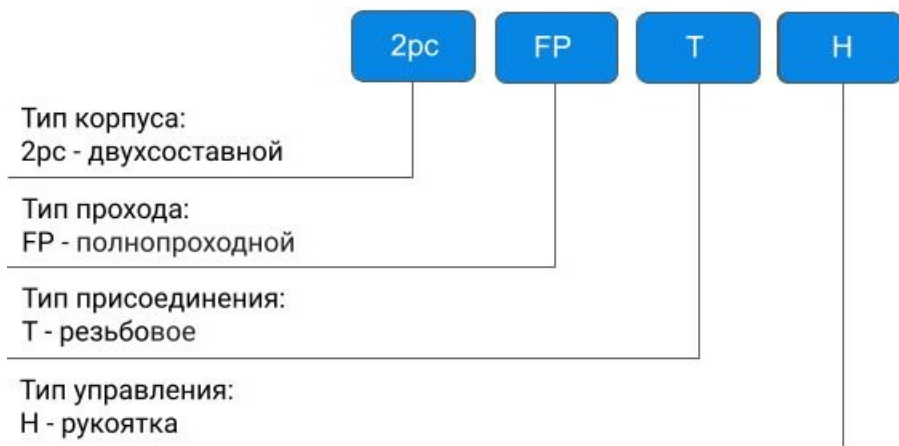 2pc FP T H
Тип корпуса:
2pc - двухсоставной
Тип прохода:
FP - полнопроходной
Тип присоединения:
T - резьбовое
Тип управления:
H - рукоятка